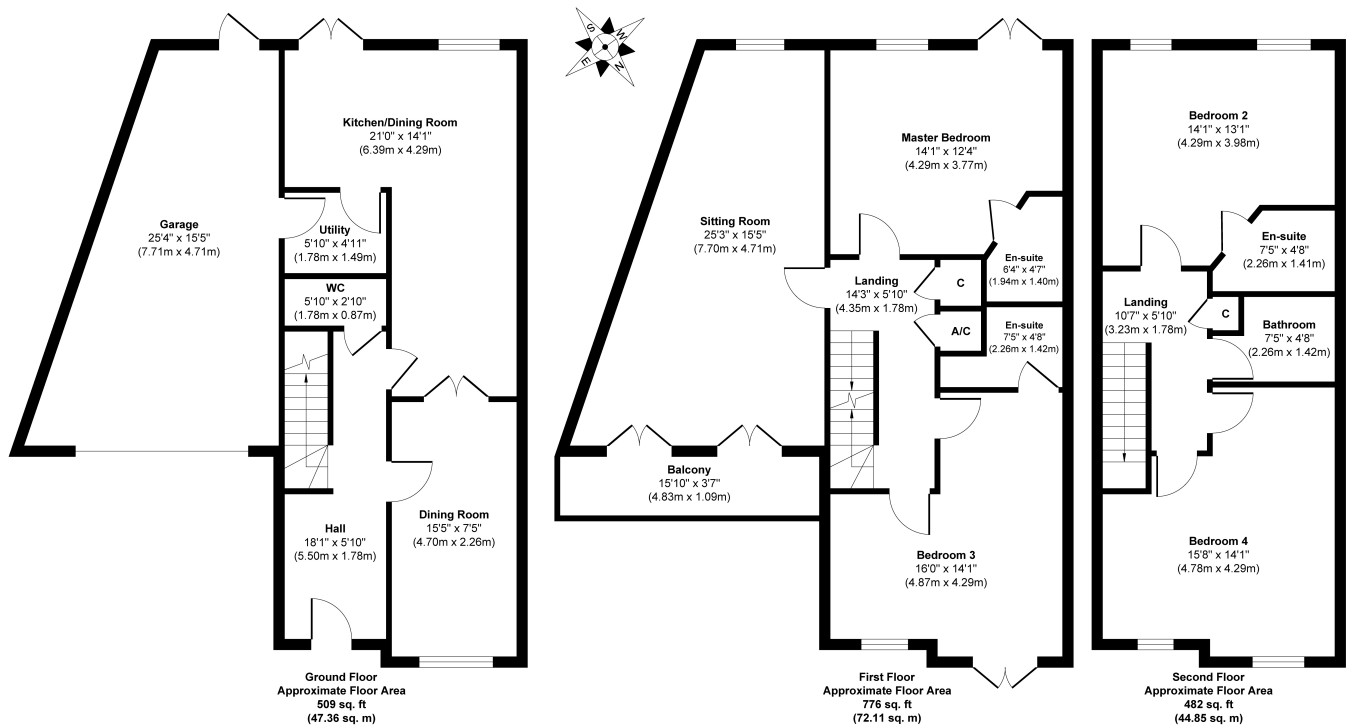 S
W
E
N
Kitchen/Dining Room
21'0" x 14'1"
(6.39m x 4.29m)
Garage
25'4" x 15'5"
(7.71m x 4.71m)
Utility
5'10" x 4'11"
(1.78m x 1.49m)
WC
5'10" x 2'10"
(1.78m x 0.87m)
Dining Room
15'5" x 7'5"
(4.70m x 2.26m)
Hall
18'1" x 5'10"
(5.50m x 1.78m)
Ground Floor
Approximate Floor Area
509 sq. ft
(47.36 sq. m)
Master Bedroom
14'1" x 12'4"
(4.29m x 3.77m)
Sitting Room
25'3" x 15'5"
(7.70m x 4.71m)
En-suite
6'4" x 4'7"
(1.94m x 1.40m)
Landing
14'3" x 5'10"
(4.35m x 1.78m)
C
A/C
En-suite
7'5" x 4'8"
(2.26m x 1.42m)
Balcony
15'10" x 3'7"
(4.83m x 1.09m)
Bedroom 3
16'0" x 14'1"
(4.87m x 4.29m)
First Floor
Approximate Floor Area
776 sq. ft
(72.11 sq. m)
Bedroom 2
14'1" x 13'1"
(4.29m x 3.98m)
En-suite
7'5" x 4'8"
(2.26m x 1.41m)
Landing
10'7" x 5'10"
(3.23m x 1.78m)
C
Bathroom
7'5" x 4'8"
(2.26m x 1.42m)
Bedroom 4
15'8" x 14'1"
(4.78m x 4.29m)
Second Floor
Approximate Floor Area
482 sq. ft
(44.85 sq. m)